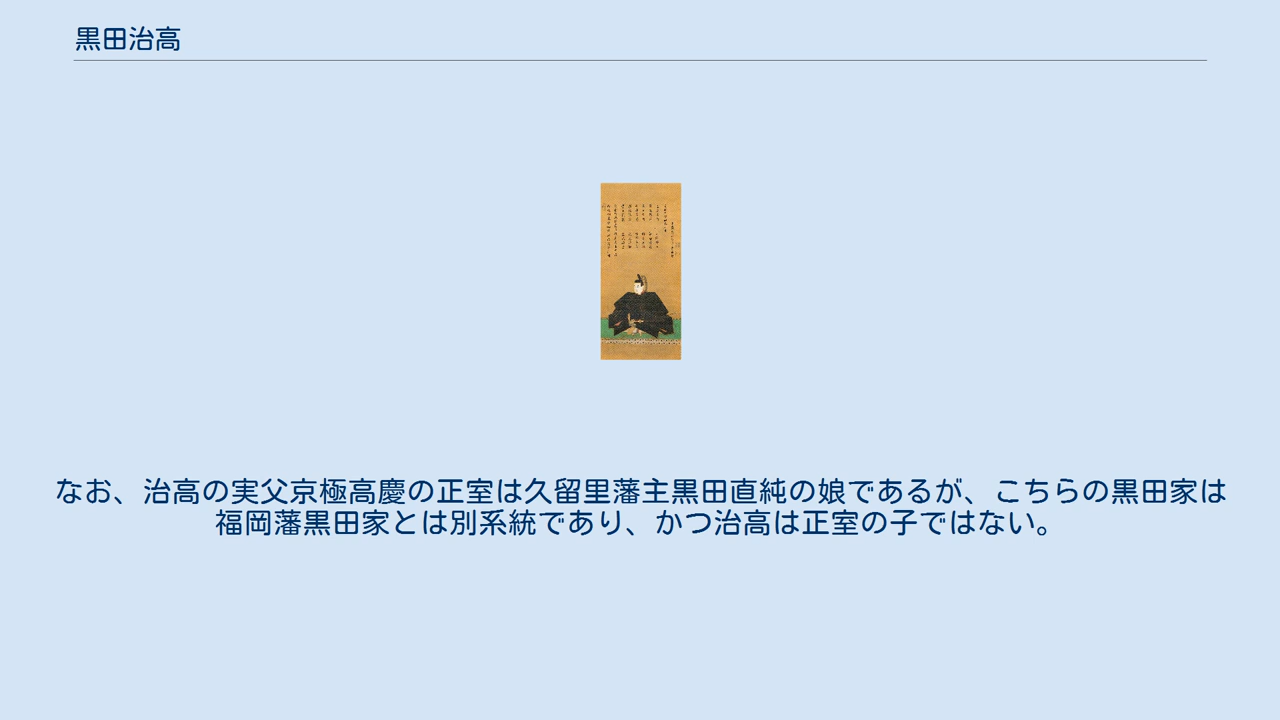 黒田治高
なお、治高の実父京極高慶の正室は久留里藩主黒田直純の娘であるが、こちらの黒田家は
福岡藩黒田家とは別系統であり、かつ治高は正室の子ではない。